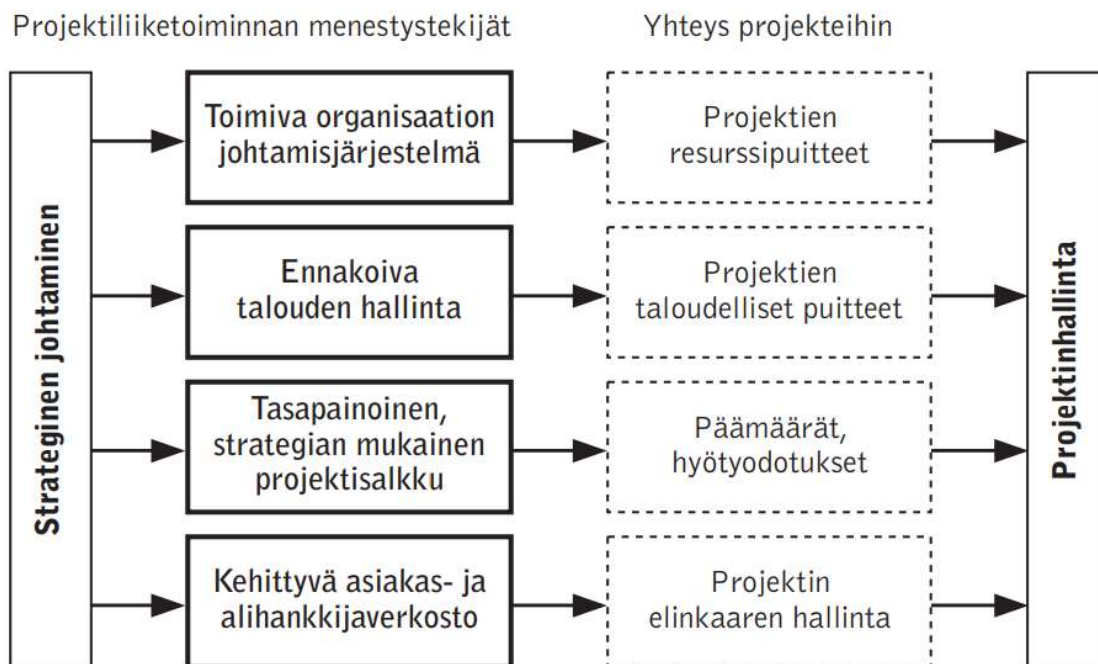 Projektiliiketoiminnan menestystekijät
Yhteys projekteihin
Strateginen johtaminen
Toimiva organisaation
johtamisjärjestelmä
Projektien
resurssipuitteet
Ennakoiva
talouden hallinta
Projektien
taloudelliset puitteet
Tasapainoinen,
strategian mukainen
projektisalkku
Päämäärät,
hyötyodotukset
Kehittyvä asiakas- ja
alihankkijaverkosto
Projektin
elinkaaren hallinta
Projektinhallinta